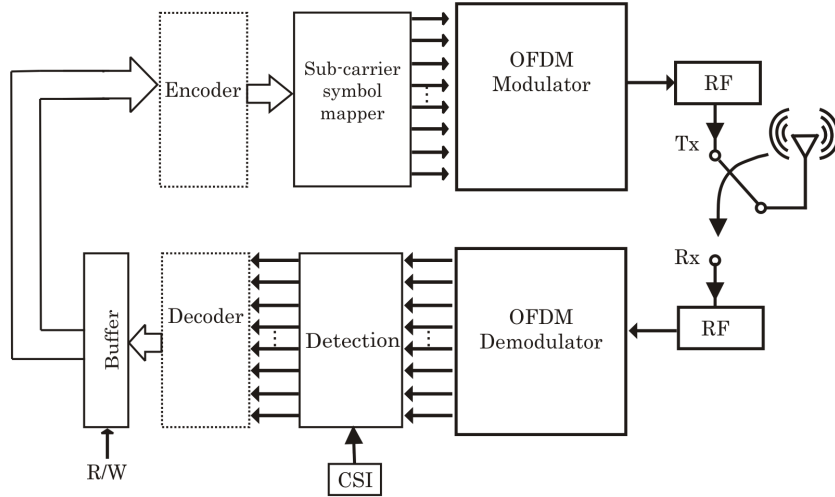 Encoder
Sub-carrier
symbol
mapper
OFDM
Modulator
RF
Tx
Rx
RF
OFDM
Demodulator
Detection
Decoder
Buffer
R/W
CSI